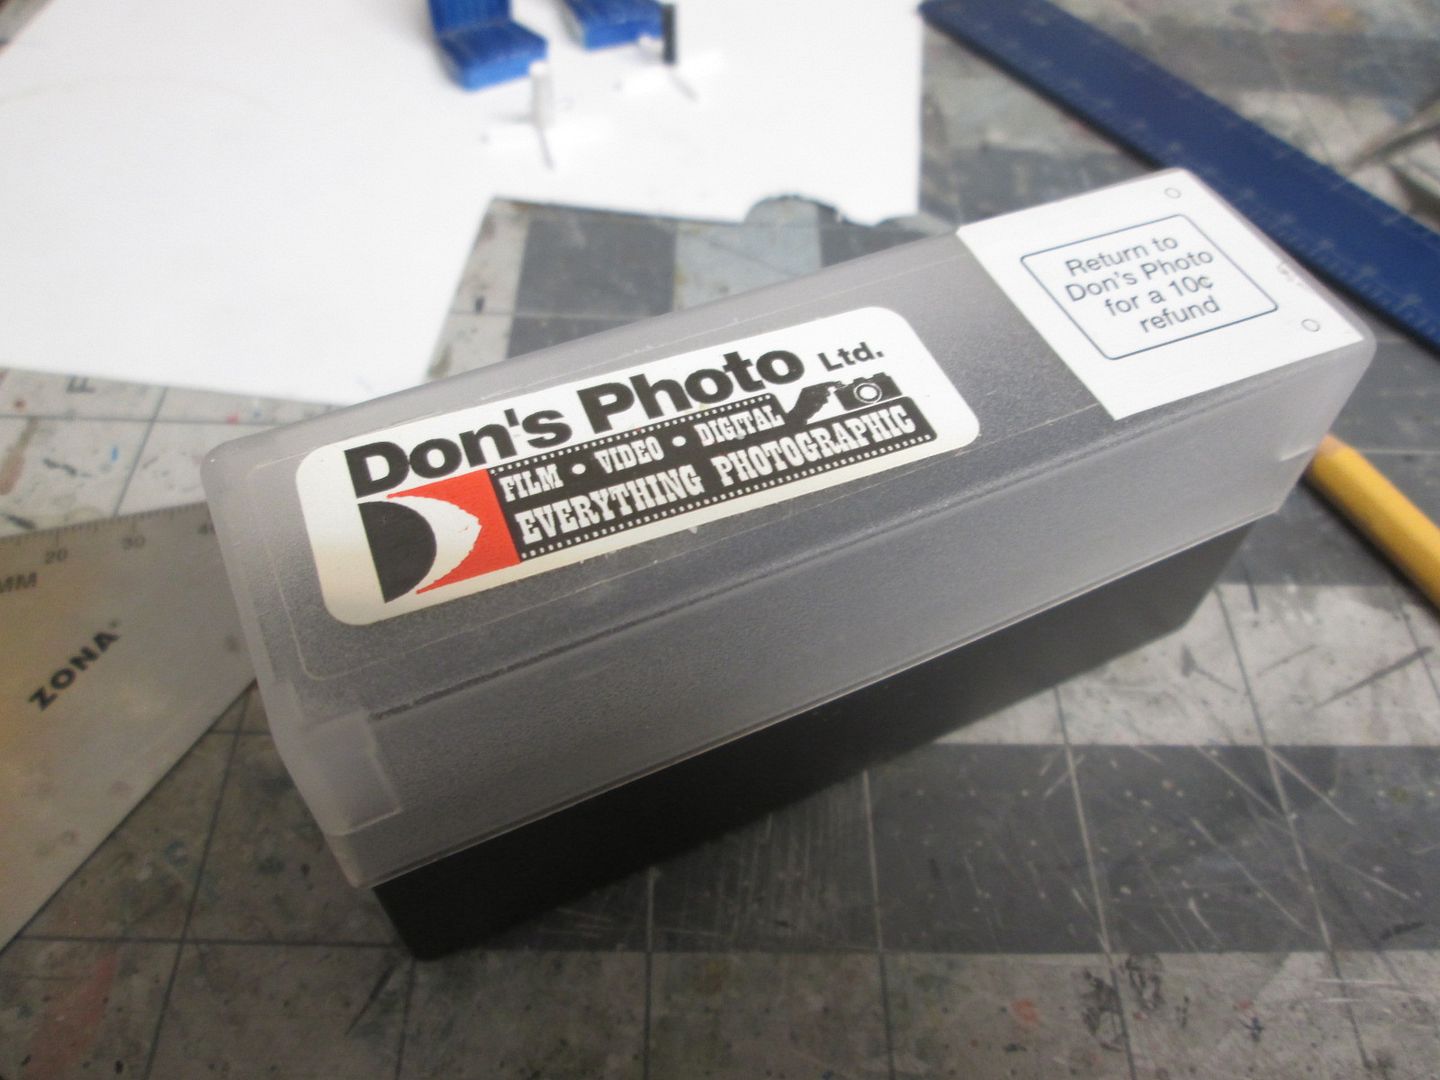 Return to
Don's Photo
for a 10¢
refund
Don's Photo Ltd.
FILM • VIDEO • DIGITAL
EVERYTHING PHOTOGRAPHIC
20 30
MM
ZONA®